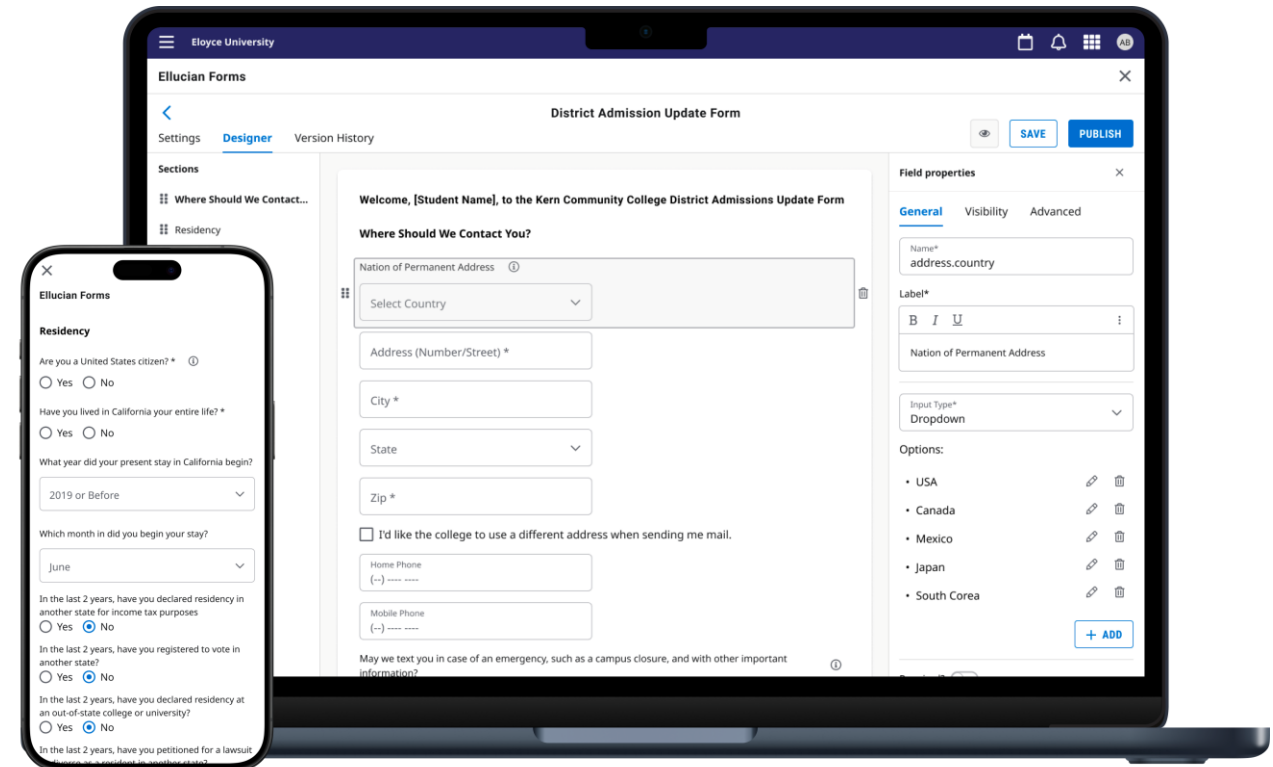 Eloyce University
AB
Ellucian Forms
District Admission Update Form
Settings
Designer
Version History
SAVE
PUBLISH
Sections
Where Should We Contact...
Residency
Welcome, [Student Name], to the Kern Community College District Admissions Update Form
Where Should We Contact You?
Nation of Permanent Address
Select Country
Address (Number/Street) *
City *
State
Zip *
I'd like the college to use a different address when sending me mail.
Home Phone
(--) ---- ----
Mobile Phone
(--) ---- ----
May we text you in case of an emergency, such as a campus closure, and with other important
information?
Field properties
General
Visibility
Advanced
Name*
address.country
Label*
B I U
Nation of Permanent Address
Input Type*
Dropdown
Options:
• USA
• Canada
• Mexico
• Japan
• South Corea
+ ADD
Ellucian Forms
Residency
Are you a United States citizen? *
Yes No
Have you lived in California your entire life? *
Yes No
What year did your present stay in California begin?
2019 or Before
Which month in did you begin your stay?
June
In the last 2 years, have you declared residency in
another state for income tax purposes
Yes No
In the last 2 years, have you registered to vote in
another state?
Yes No
In the last 2 years, have you declared residency at
an out-of-state college or university?
Yes No
In the last 2 years, have you petitioned for a lawsuit
as a resident in another state?